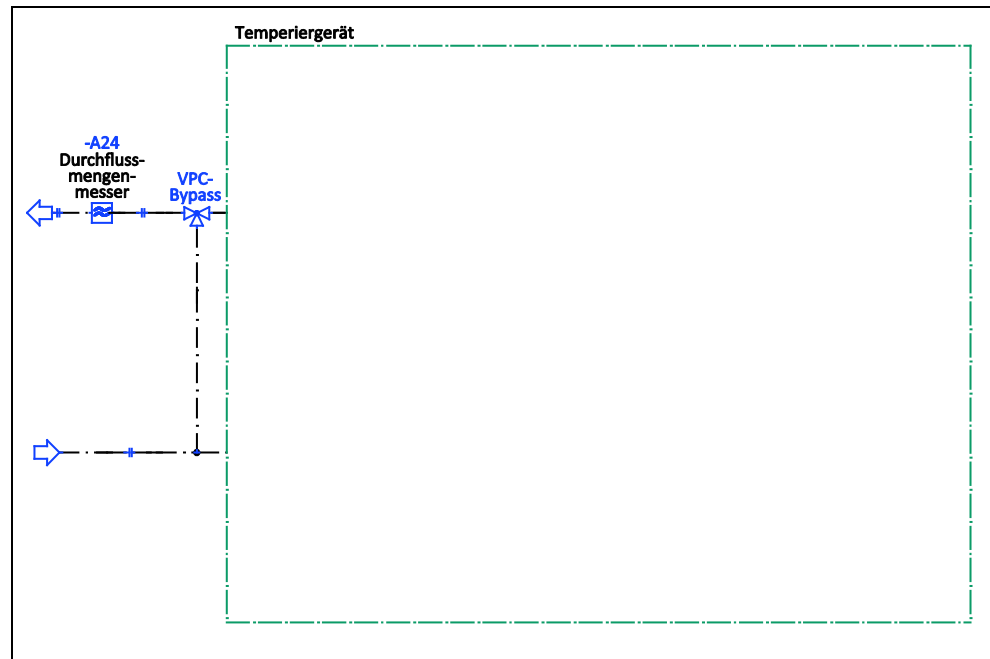 Temperiergerät
-A24
Durchfluss-
mengen-
messer
VPC-
Bypass